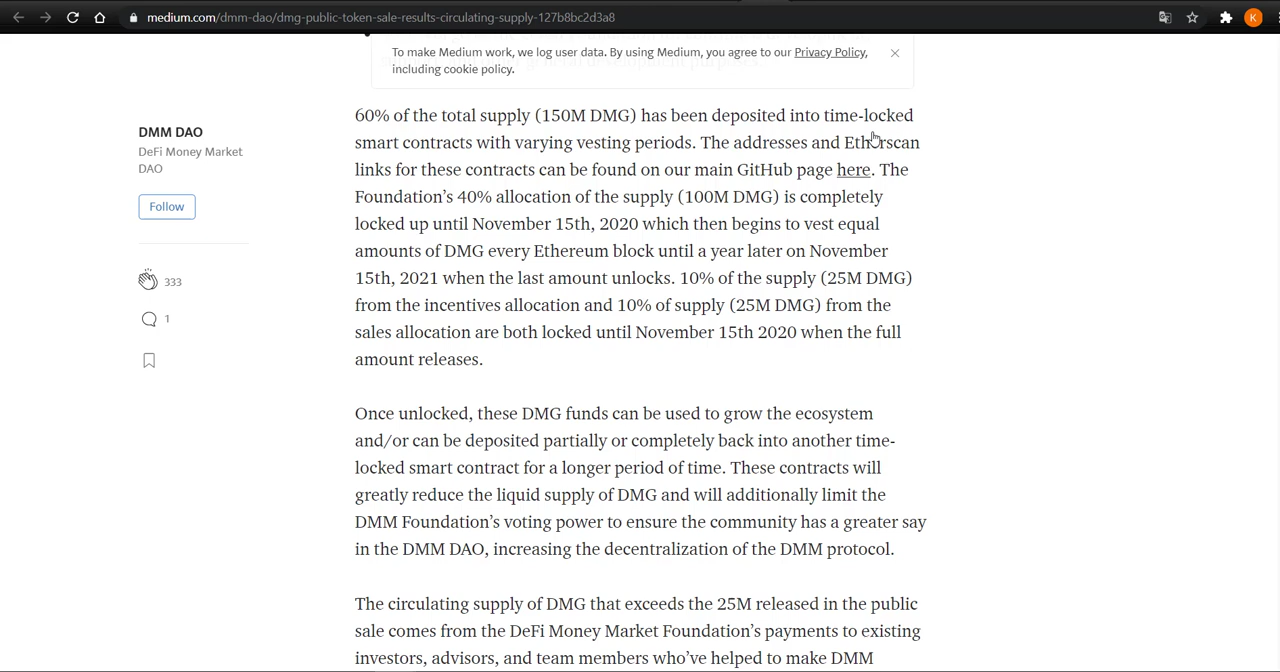 medium.com/dmm-dao/dmg-public-token-sale-results-circulating-supply-127b8bc2d3a8
K
To make Medium work, we log user data. By using Medium, you agree to our Privacy Policy,
including cookie policy.
DMM DAO
DeFi Money Market
DAO
Follow
333
1
60% of the total supply (150M DMG) has been deposited into time-locked
smart contracts with varying vesting periods. The addresses and Etherscan
links for these contracts can be found on our main GitHub page here. The
Foundation’s 40% allocation of the supply (100M DMG) is completely
locked up until November 15th, 2020 which then begins to vest equal
amounts of DMG every Ethereum block until a year later on November
15th, 2021 when the last amount unlocks. 10% of the supply (25M DMG)
from the incentives allocation and 10% of supply (25M DMG) from the
sales allocation are both locked until November 15th 2020 when the full
amount releases.
Once unlocked, these DMG funds can be used to grow the ecosystem
and/or can be deposited partially or completely back into another time-
locked smart contract for a longer period of time. These contracts will
greatly reduce the liquid supply of DMG and will additionally limit the
DMM Foundation’s voting power to ensure the community has a greater say
in the DMM DAO, increasing the decentralization of the DMM protocol.
The circulating supply of DMG that exceeds the 25M released in the public
sale comes from the DeFi Money Market Foundation’s payments to existing
investors, advisors, and team members who’ve helped to make DMM